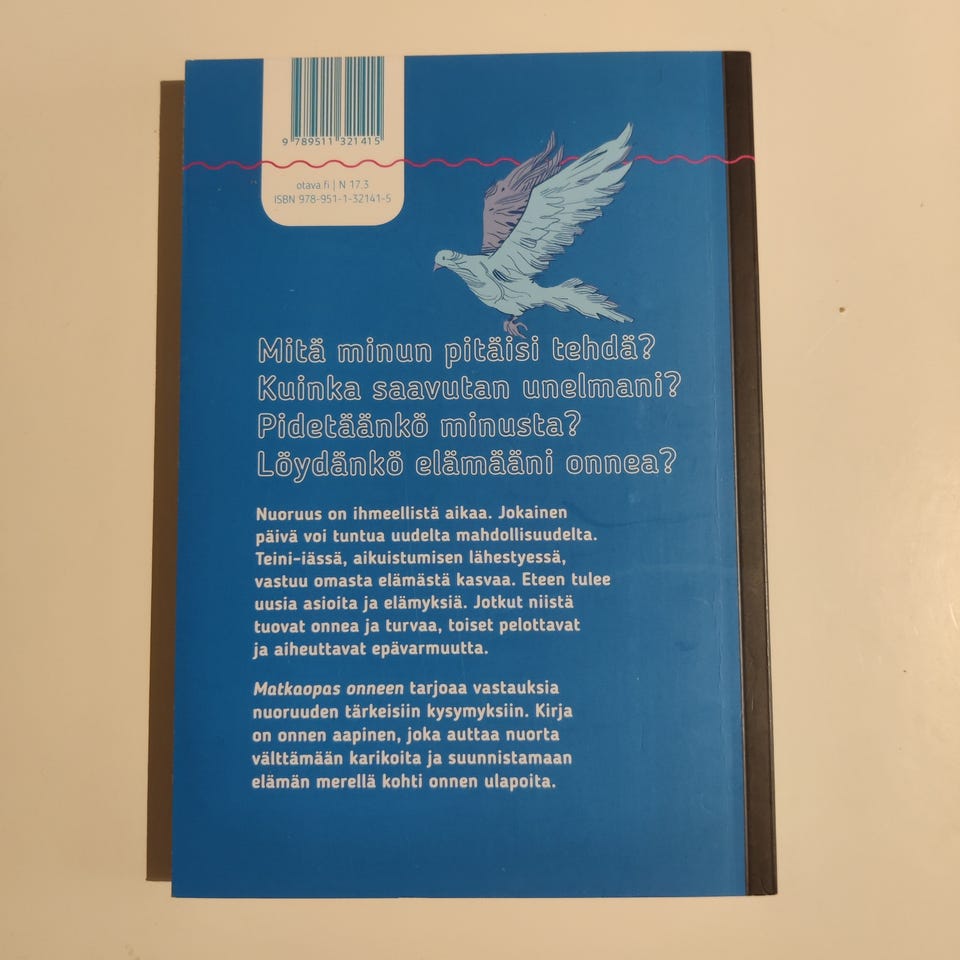 9 789511 321415
otava.fi | N 17,3
ISBN 978-951-1-32141-5
Mitä minun pitäisi tehdä?
Kuinka saavutan unelmani?
Pidetäänkö minusta?
Löydänkö elämääni onnea?
Nuoruus on ihmeellistä aikaa. Jokainen
päivä voi tuntua uudelta mahdollisuudelta.
Teini-iässä, aikuistumisen lähestyessä,
vastuu omasta elämästä kasvaa. Eteen tulee
uusia asioita ja elämyksiä. Jotkut niistä
tuovat onnea ja turvaa, toiset pelottavat
ja aiheuttavat epävarmuutta.
Matkaopas onneen tarjoaa vastauksia
nuoruuden tärkeisiin kysymyksiin. Kirja
on onnen aapinen, joka auttaa nuorta
välttämään karikoita ja suunnistamaan
elämän merellä kohti onnen ulapoita.